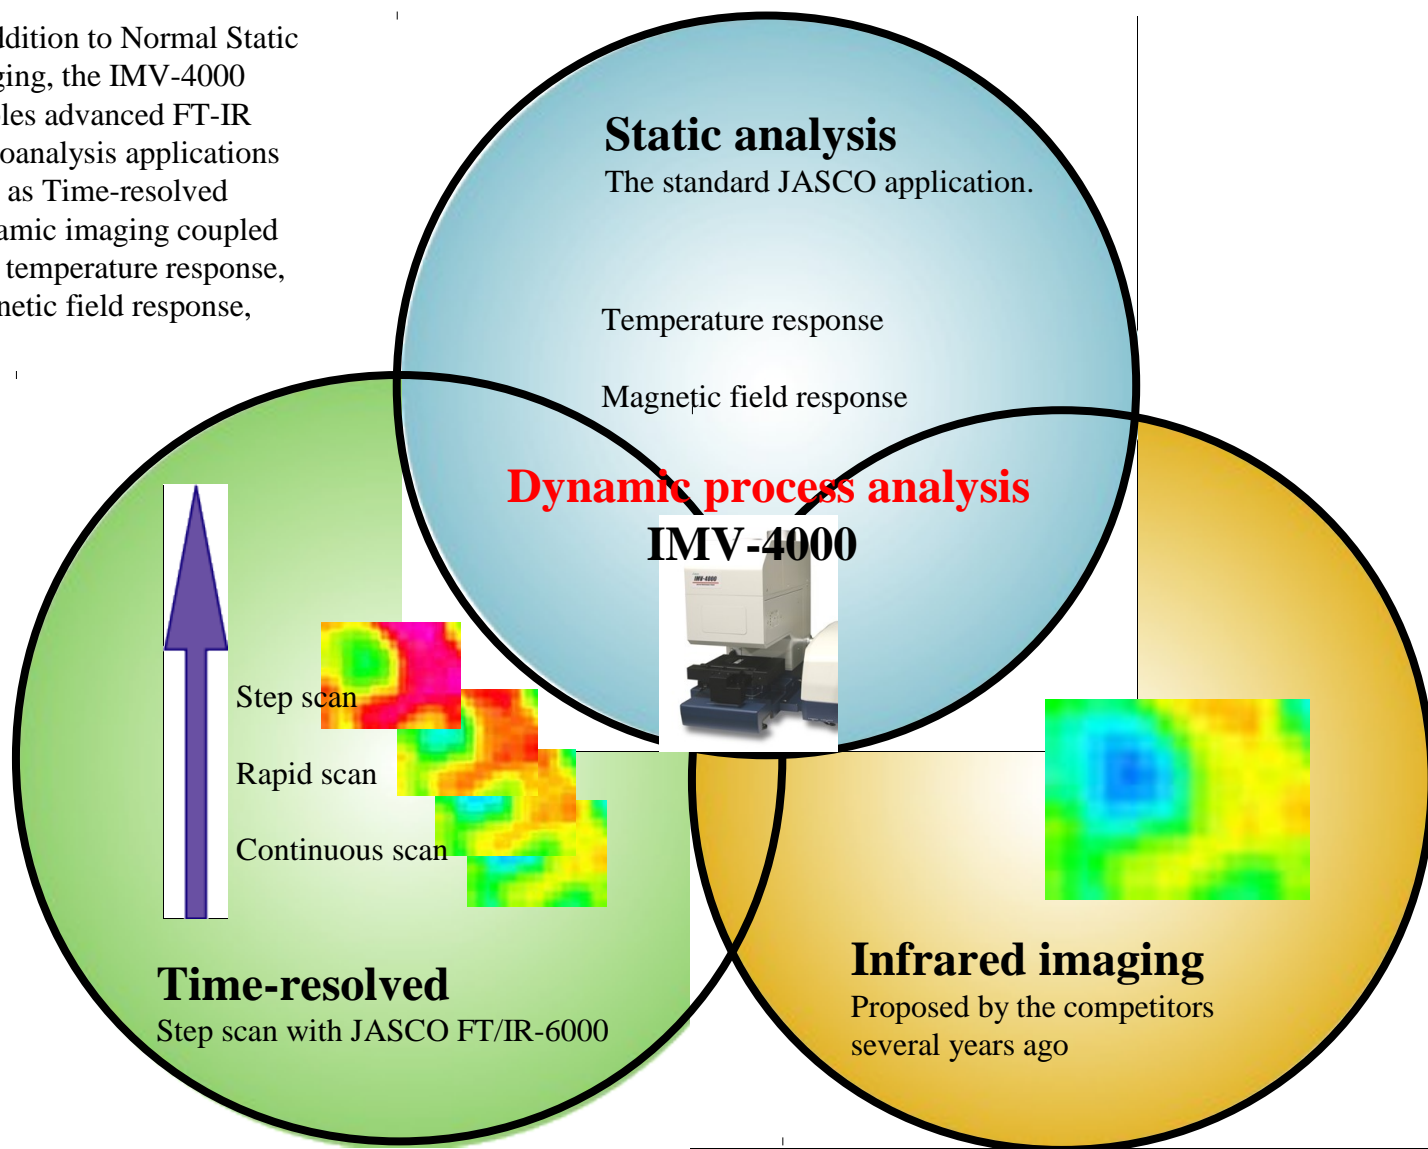 ddition to Normal Static
ging, the IMV-4000
les advanced FT-IR
oanalysis applications
as Time-resolved
amic imaging coupled
temperature response,
netic field response,
Static analysis
The standard JASCO application.
Temperature response
Magnetic field response
Dynamic process analysis
IMV-4000
IMV-4000
Step scan
Rapid scan
Continuous scan
Time-resolved
Step scan with JASCO FT/IR-6000
Infrared imaging
Proposed by the competitors
several years ago